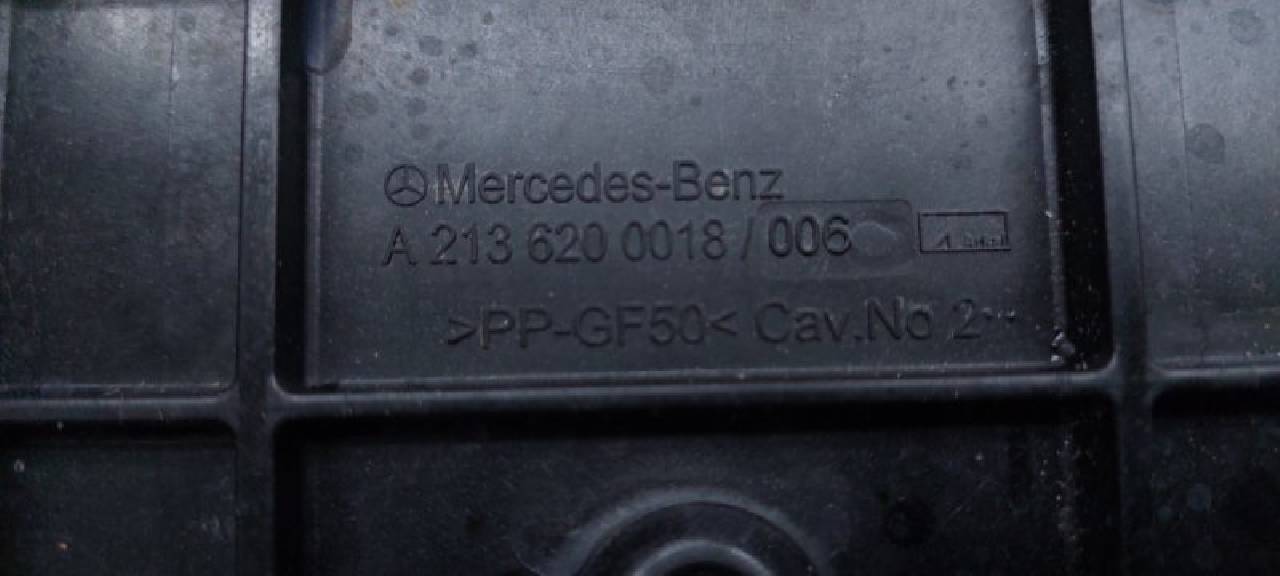 Mercedes-Benz
A 213 620 0018 / 006
>PP-GF50< Cav.No 2